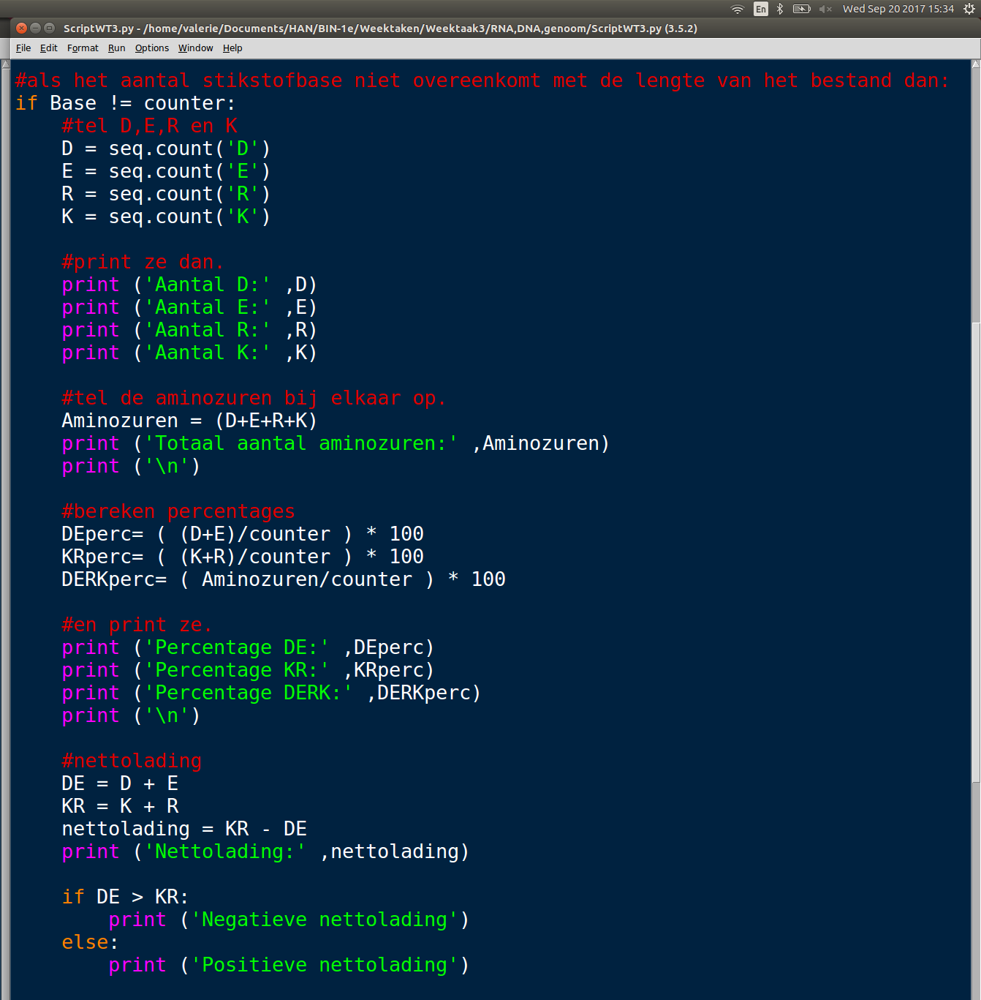 En Wed Sep 20 2017 15:34
ScriptWT3.py - /home/valerie/Documents/HAN/BIN-1e/Weektaken/Weektaak3/RNA,DNA,genoom/ScriptWT3.py (3.5.2)
File Edit Format Run Options Window Help
#als het aantal stikstofbase niet overeenkomt met de lengte van het bestand dan:
if Base != counter:
    #tel D,E,R en K
    D = seq.count('D')
    E = seq.count('E')
    R = seq.count('R')
    K = seq.count('K')

    #print ze dan.
    print ('Aantal D:' ,D)
    print ('Aantal E:' ,E)
    print ('Aantal R:' ,R)
    print ('Aantal K:' ,K)

    #tel de aminozuren bij elkaar op.
    Aminozuren = (D+E+R+K)
    print ('Totaal aantal aminozuren:' ,Aminozuren)
    print ('\n')

    #bereken percentages
    DEperc= ( (D+E)/counter ) * 100
    KRperc= ( (K+R)/counter ) * 100
    DERKperc= ( Aminozuren/counter ) * 100

    #en print ze.
    print ('Percentage DE:' ,DEperc)
    print ('Percentage KR:' ,KRperc)
    print ('Percentage DERK:' ,DERKperc)
    print ('\n')

    #nettolading
    DE = D + E
    KR = K + R
    nettolading = KR - DE
    print ('Nettolading:' ,nettolading)

    if DE > KR:
        print ('Negatieve nettolading')
    else:
        print ('Positieve nettolading')